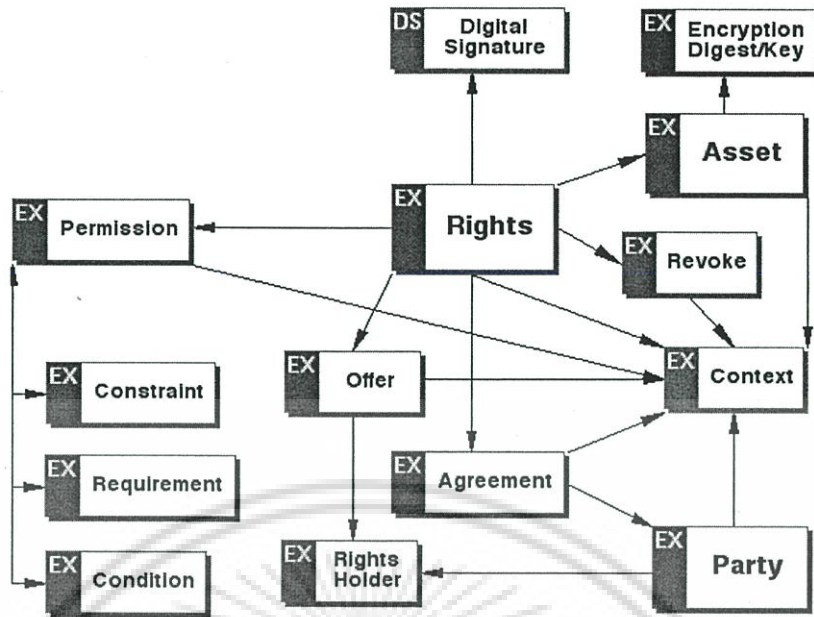 DS
Digital
Signature
EX
Encryption
Digest/Key
EX
Asset
EX
Permission
EX
Rights
EX
Revoke
EX
Constraint
EX
Offer
EX
Context
EX
Requirement
EX
Agreement
EX
Condition
EX
Rights
Holder
EX
Party